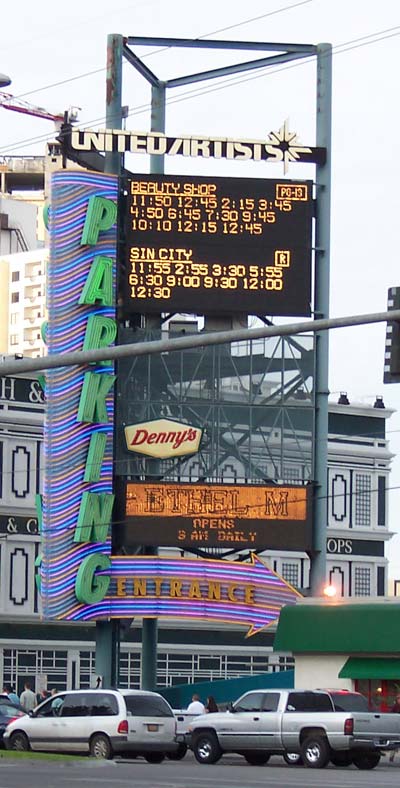 UNITED ARTISTS
BEAUTY SHOP PG-13
11:50 12:45 2:15 3:45
4:50 6:45 7:30 9:45
10:10 12:15 12:45
SIN CITY R
11:55 2:55 3:30 5:55
6:30 9:00 9:30 12:00
12:30
PARKING
H &
Denny's
ETHEL M
OPENS
8 AM DAILY
& C
OPS
ENTRANCE